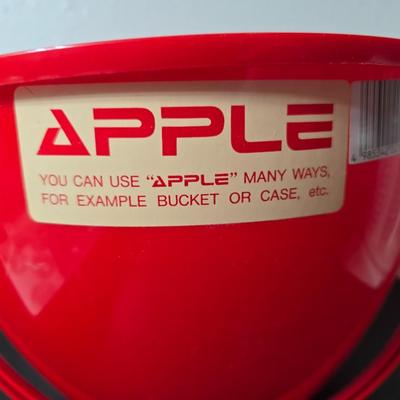 APPLE
YOU CAN USE “APPLE” MANY WAYS,
FOR EXAMPLE BUCKET OR CASE, etc.